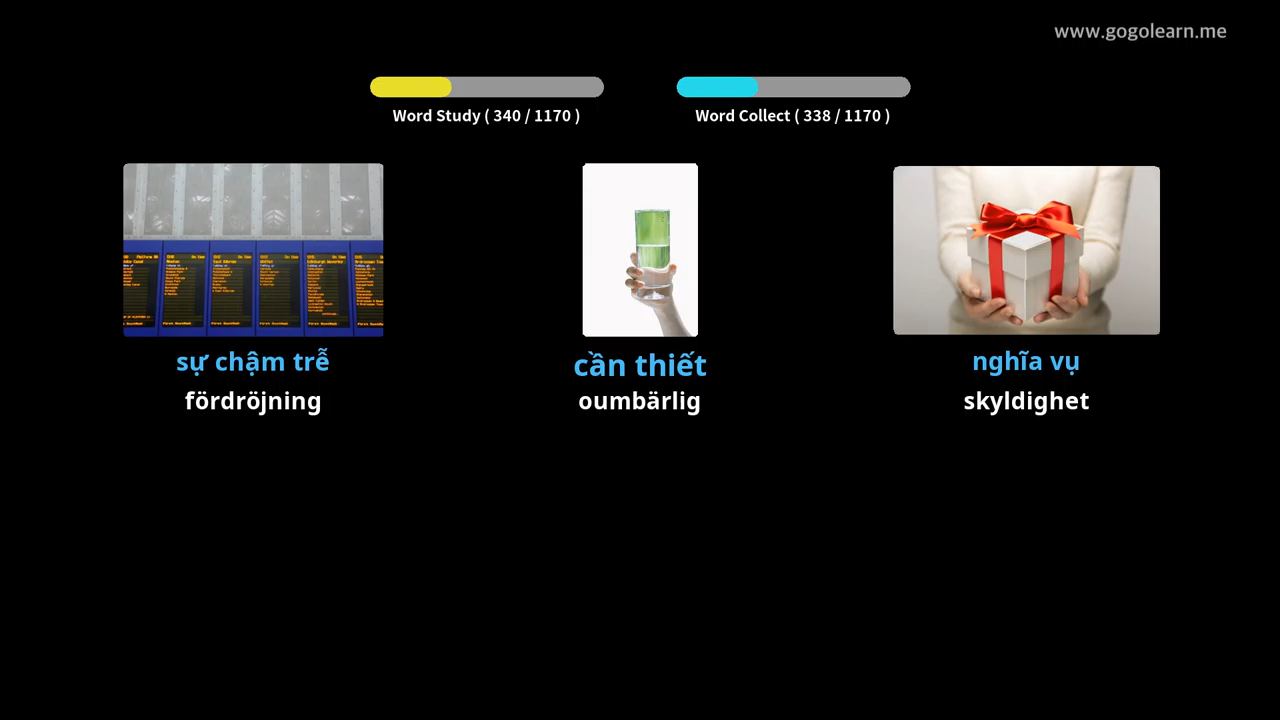 www.gogolearn.me
Word Study ( 340 / 1170 )
Word Collect ( 338 / 1170 )
sự chậm trễ
cần thiết
nghĩa vụ
fördröjning
oumbärlig
skyldighet